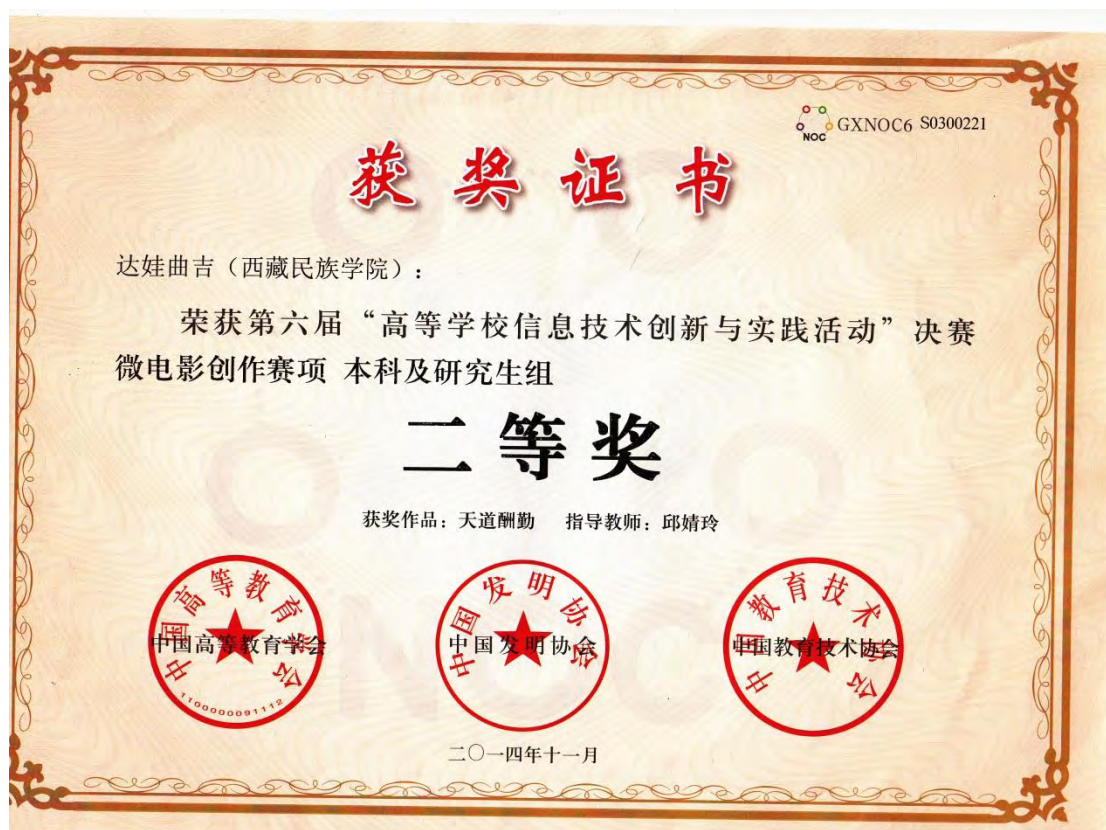 NOC GXNOC6 S0300221
获奖证书
达娃曲吉（西藏民族学院）：
荣获第六届“高等学校信息技术创新与实践活动”决赛
微电影创作赛项 本科及研究生组
二等奖
获奖作品：天道酬勤 指导教师：邱婧玲
中国高等教育学会
中国高等教育学会
1100000091112
中国发明协会
中国发明协会
中国教育技术协会
中国教育技术协会
二〇一四年十一月
NOC